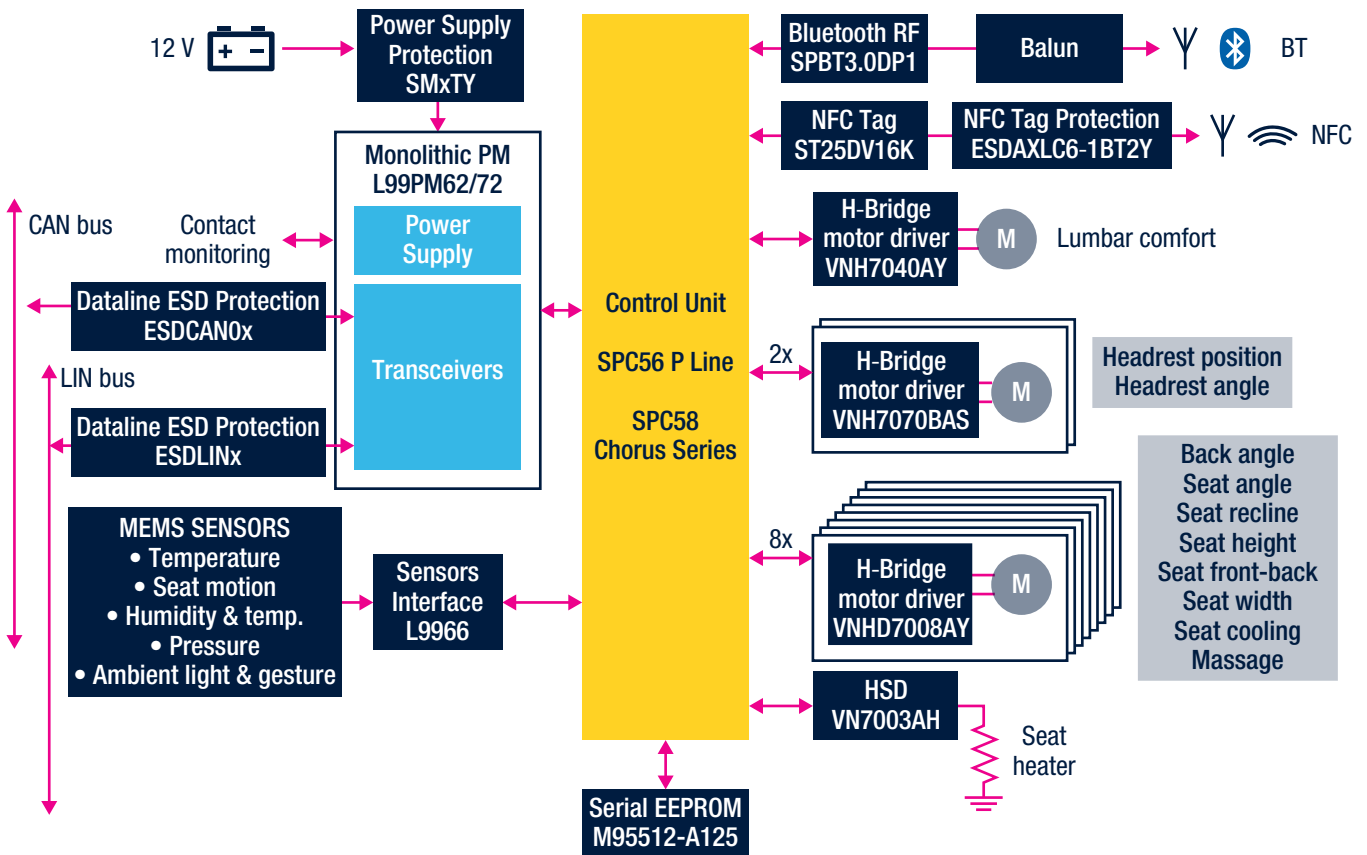 12 V
+ -
Power Supply
Protection
SMxTY
Monolithic PM
L99PM62/72
Power
Supply
Transceivers
CAN bus
Contact
monitoring
Dataline ESD Protection
ESDCAN0x
LIN bus
Dataline ESD Protection
ESDLINx
MEMS SENSORS
• Temperature
• Seat motion
• Humidity & temp.
• Pressure
• Ambient light & gesture
Sensors
Interface
L9966
Control Unit
SPC56 P Line
SPC58
Chorus Series
Serial EEPROM
M95512-A125
Bluetooth RF
SPBT3.0DP1
Balun
BT
NFC Tag
ST25DV16K
NFC Tag Protection
ESDAXLC6-1BT2Y
NFC
H-Bridge
motor driver
VNH7040AY
M
Lumbar comfort
2x
H-Bridge
motor driver
VNH7070BAS
M
Headrest position
Headrest angle
8x
H-Bridge
motor driver
VNHD7008AY
M
Back angle
Seat angle
Seat recline
Seat height
Seat front-back
Seat width
Seat cooling
Massage
HSD
VN7003AH
Seat
heater